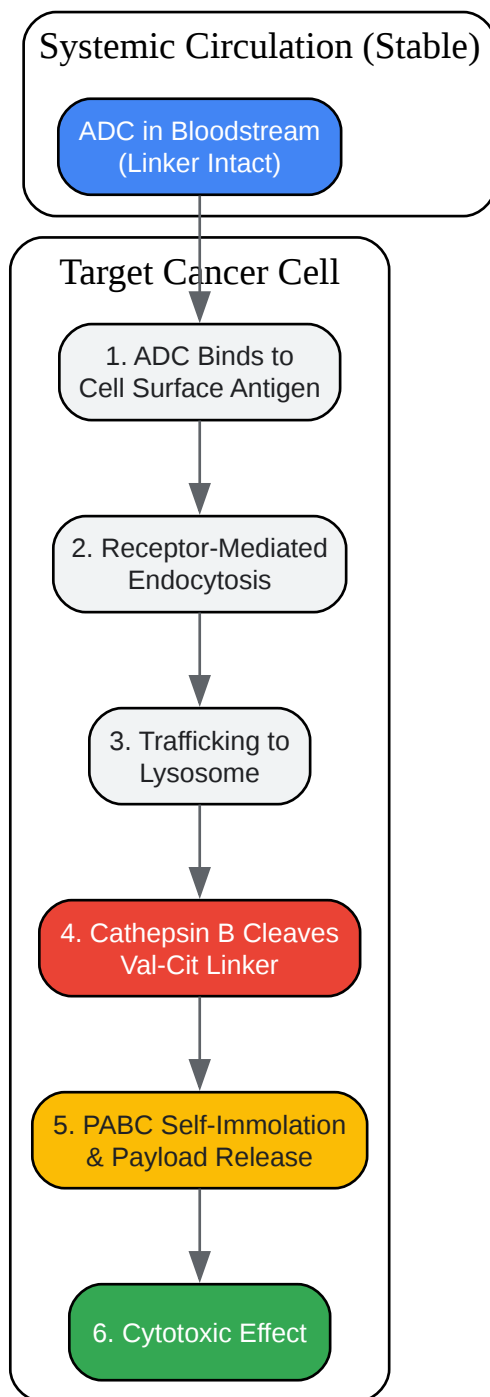 Systemic Circulation (Stable)
ADC in Bloodstream
(Linker Intact)
Target Cancer Cell
1. ADC Binds to
Cell Surface Antigen
2. Receptor-Mediated
Endocytosis
3. Trafficking to
Lysosome
4. Cathepsin B Cleaves
Val-Cit Linker
5. PABC Self-Immolation
& Payload Release
6. Cytotoxic Effect